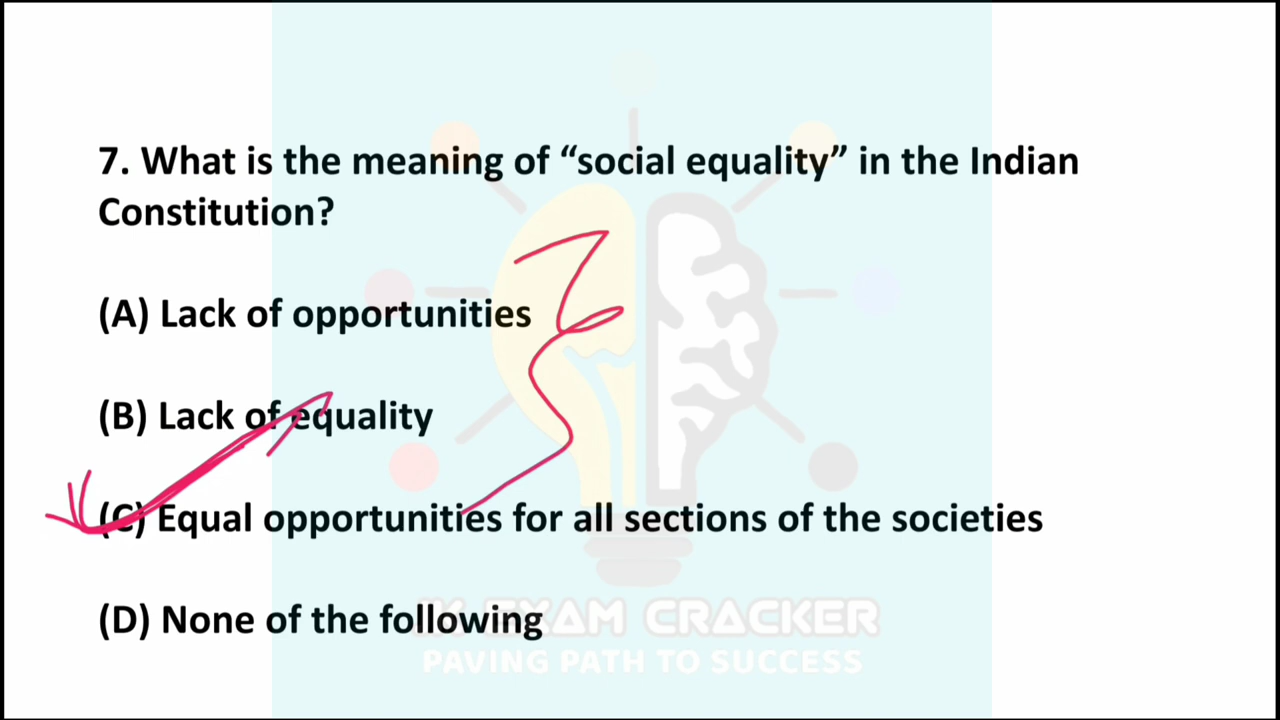 7. What is the meaning of “social equality” in the Indian
Constitution?
(A) Lack of opportunities
(B) Lack of equality
(C) Equal opportunities for all sections of the societies
(D) None of the following
JK EXAM CRACKER
PAVING PATH TO SUCCESS